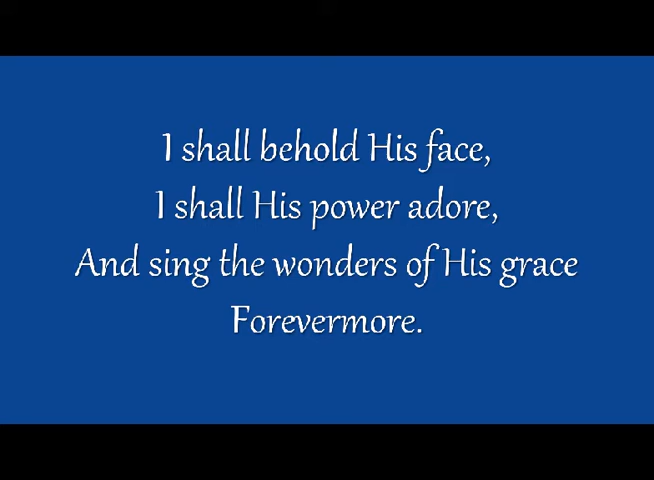 I shall behold His face,
I shall His power adore,
And sing the wonders of His grace
Forevermore.